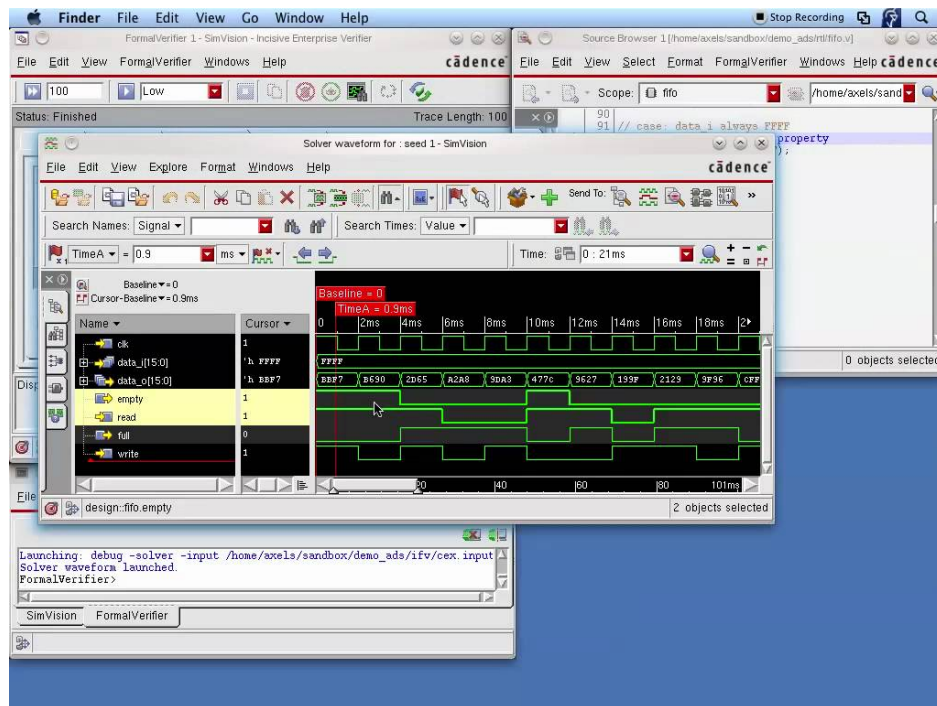 Finder File Edit View Go Window Help
Stop Recording
FormalVerifier 1 - SimVision - Incisive Enterprise Verifier
Source Browser 1 [/home/axels/sandbox/demo_ads/rtl/fifo.v]
File Edit View FormalVerifier Windows Help cādence
File Edit View Select Format FormalVerifier Windows Help cādence
100 Low
Scope: fifo /home/axels/sand
Status: Finished Trace Length: 100
90
91 // case: data_i always FFFF
property
);
Solver waveform for : seed 1 - SimVision
File Edit View Explore Format Windows Help
cādence
Send To:
Search Names: Signal
Search Times: Value
TimeA = 0.9 ms
Time: 0 : 21ms
Baseline = 0
Cursor-Baseline = 0.9ms
Baseline = 0
TimeA = 0.9ms
Name Cursor
0 2ms 4ms 6ms 8ms 10ms 12ms 14ms 16ms 18ms 2
clk 1
data_i[15:0] 'h FFFF FFFF
data_o[15:0] 'h BBF7 BBF7 B690 2D65 A2A8 9DA3 477C 9627 199F 2129 9F96 CFF
empty 1
read 1
full 0
write 1
20 40 60 80 101ms
0 objects selected
design::fifo.empty
2 objects selected
File
Launching: debug -solver -input /home/axels/sandbox/demo_ads/ifv/cex.input
Solver waveform launched.
FormalVerifier>
SimVision FormalVerifier